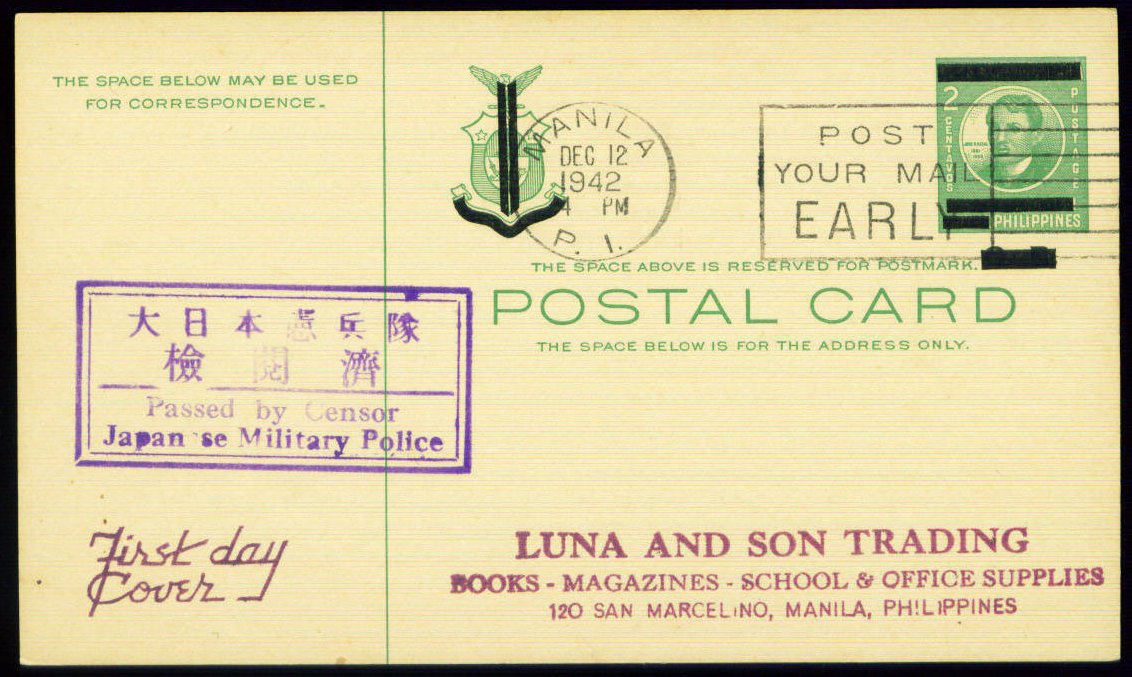 THE SPACE BELOW MAY BE USED
FOR CORRESPONDENCE.
MANILA
DEC 12
1942
4 PM
P. I.
POST
YOUR MAIL
EARLY
2
CENTAVOS
POSTAGE
JOSE RIZAL
PHILIPPINES
THE SPACE ABOVE IS RESERVED FOR POSTMARK.
POSTAL CARD
THE SPACE BELOW IS FOR THE ADDRESS ONLY.
大日本憲兵隊
檢閲濟
Passed by Censor
Japanese Military Police
First day
Cover
LUNA AND SON TRADING
BOOKS - MAGAZINES - SCHOOL & OFFICE SUPPLIES
120 SAN MARCELINO, MANILA, PHILIPPINES